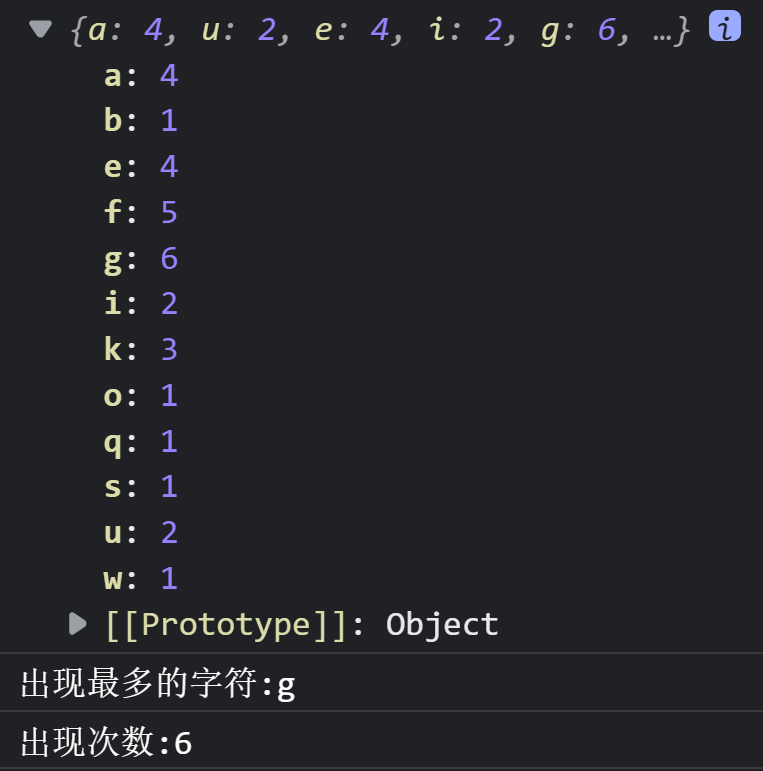 {a: 4, u: 2, e: 4, i: 2, g: 6, …} i
a: 4
b: 1
e: 4
f: 5
g: 6
i: 2
k: 3
o: 1
q: 1
s: 1
u: 2
w: 1
[[Prototype]]: Object
出现最多的字符:g
出现次数:6